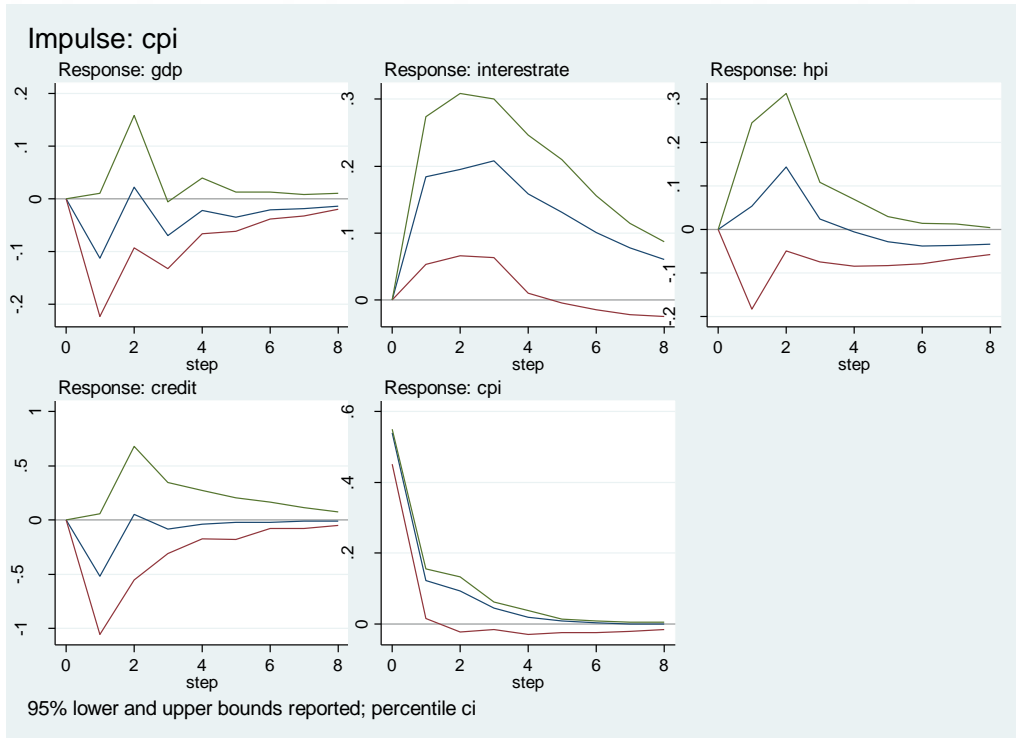 Impulse: cpi
Response: gdp
.2
.1
0
-.1
-.2
0 2 4 6 8
step
Response: interestrate
.3
.2
.1
0
0 2 4 6 8
step
Response: hpi
.3
.2
.1
0
-.1
-.2
0 2 4 6 8
step
Response: credit
1
.5
0
-.5
-1
0 2 4 6 8
step
Response: cpi
.6
.4
.2
0
0 2 4 6 8
step
95% lower and upper bounds reported; percentile ci